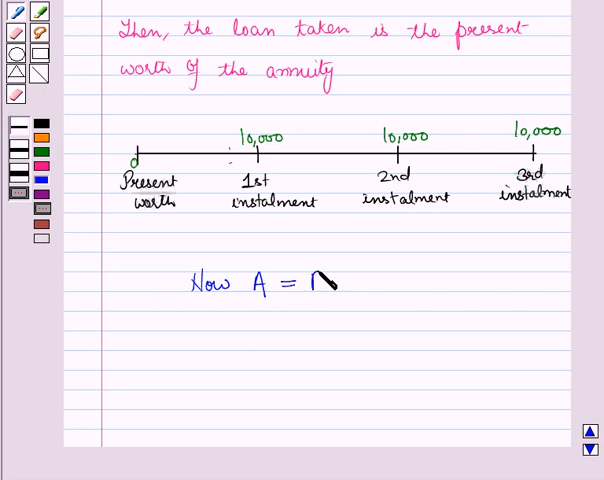 Then, the loan taken is the present
worth of the annuity
10,000 10,000 10,000
0
Present 1st 2nd 3rd
worth instalment instalment instalment
Now A =